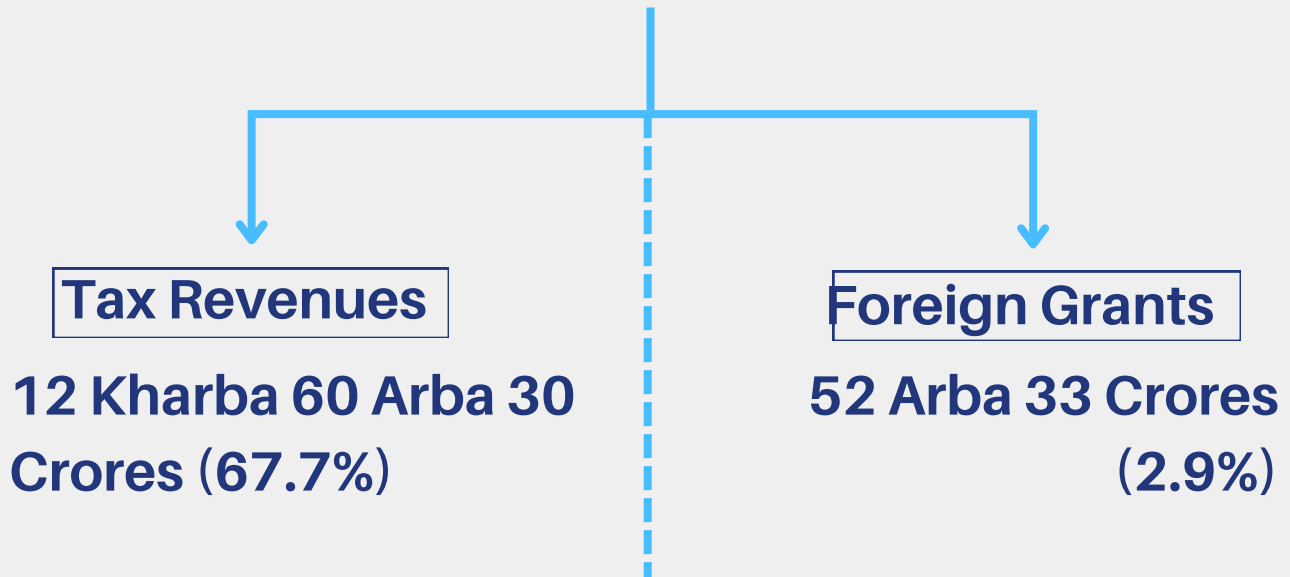 Tax Revenues
12 Kharba 60 Arba 30
Crores (67.7%)
Foreign Grants
52 Arba 33 Crores
(2.9%)